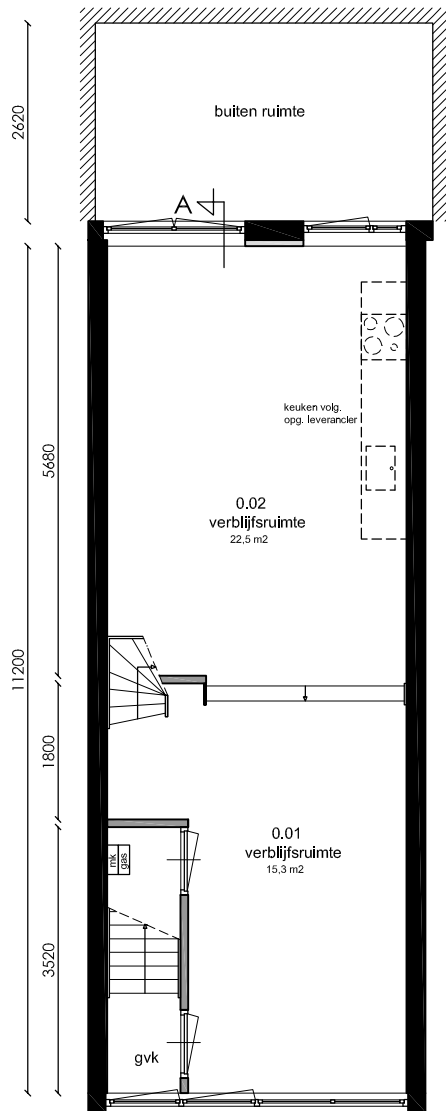 2620
buiten ruimte
A
keuken volg.
opg. leverancier
5680
0.02
verblijfsruimte
22,5 m2
11200
1800
0.01
verblijfsruimte
15,3 m2
mk
gas
3520
gvk